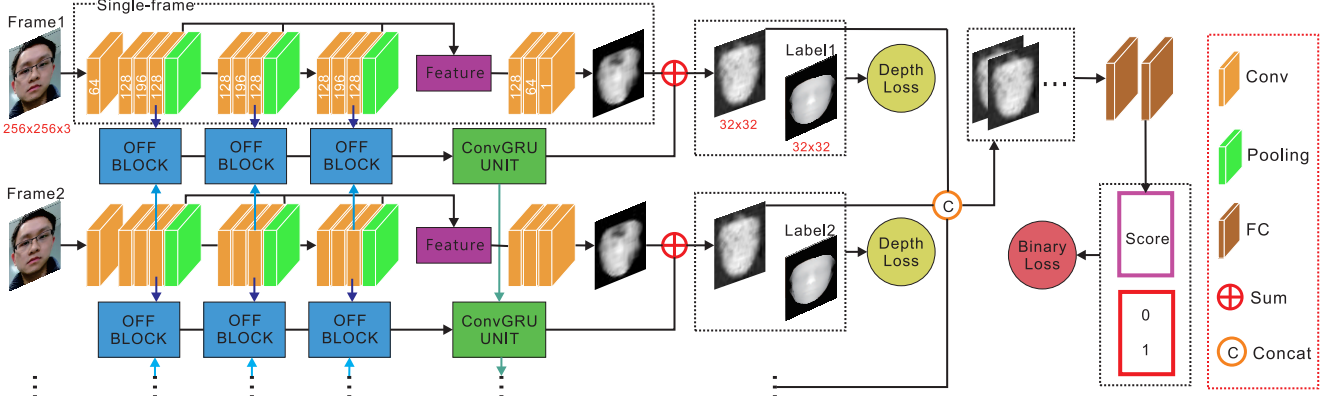 Frame1
Single-frame
64
128
196
128
128
196
128
128
196
128
Feature
128
64
1
256x256x3
32x32
Label1
32x32
Depth
Loss
OFF
BLOCK
OFF
BLOCK
OFF
BLOCK
ConvGRU
UNIT
Frame2
Feature
Label2
Depth
Loss
OFF
BLOCK
OFF
BLOCK
OFF
BLOCK
ConvGRU
UNIT
C
...
Binary
Loss
Score
0
1
Conv
Pooling
FC
Sum
C Concat